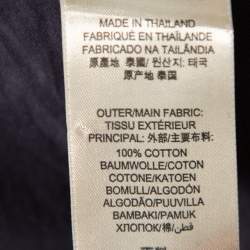 MADE IN THAILAND
FABRIQUÉ EN THAÏLANDE
FABRICADO NA TAILÂNDIA
原產地 泰國/ 원산지: 태국
产地 泰国
OUTER/MAIN FABRIC:
TISSU EXTÉRIEUR
PRINCIPAL: 外部/主要布料:
100% COTTON
BAUMWOLLE/COTON
COTONE/KATOEN
BOMULL/ALGODÓN
ALGODÃO/PUUVILLA
BAMBAKI/PAMUK
ХЛОПОК/棉/قطن